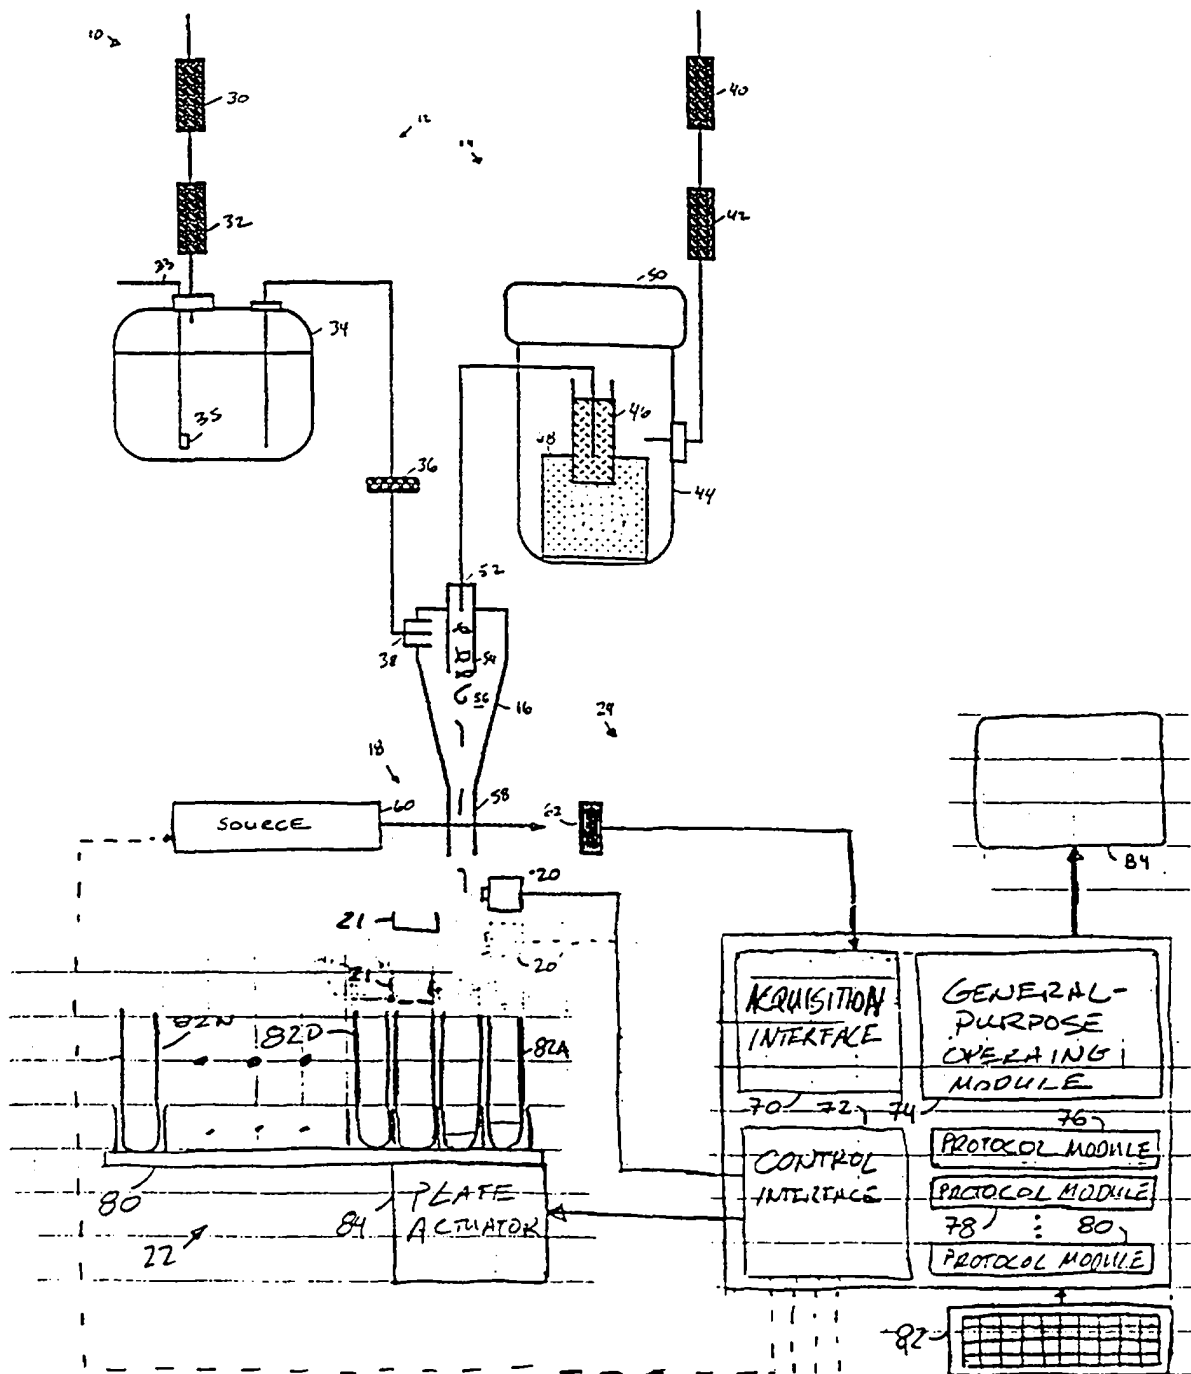 10
30
40
12
14
32
42
33
50
34
35
46
48
36
44
52
38
54
56
16
24
18
60
58
SOURCE
62
20
84
21
20'
21'
ACQUISITION
INTERFACE
GENERAL-
PURPOSE
OPERAING
MODULE
82N
82D
82A
70
72
74
76
PROTOCOL MODULE
CONTROL
INTERFACE
PROTOCOL MODULE
80
84
PLATE
ACTUATOR
78
80
22
PROTOCOL MODULE
82